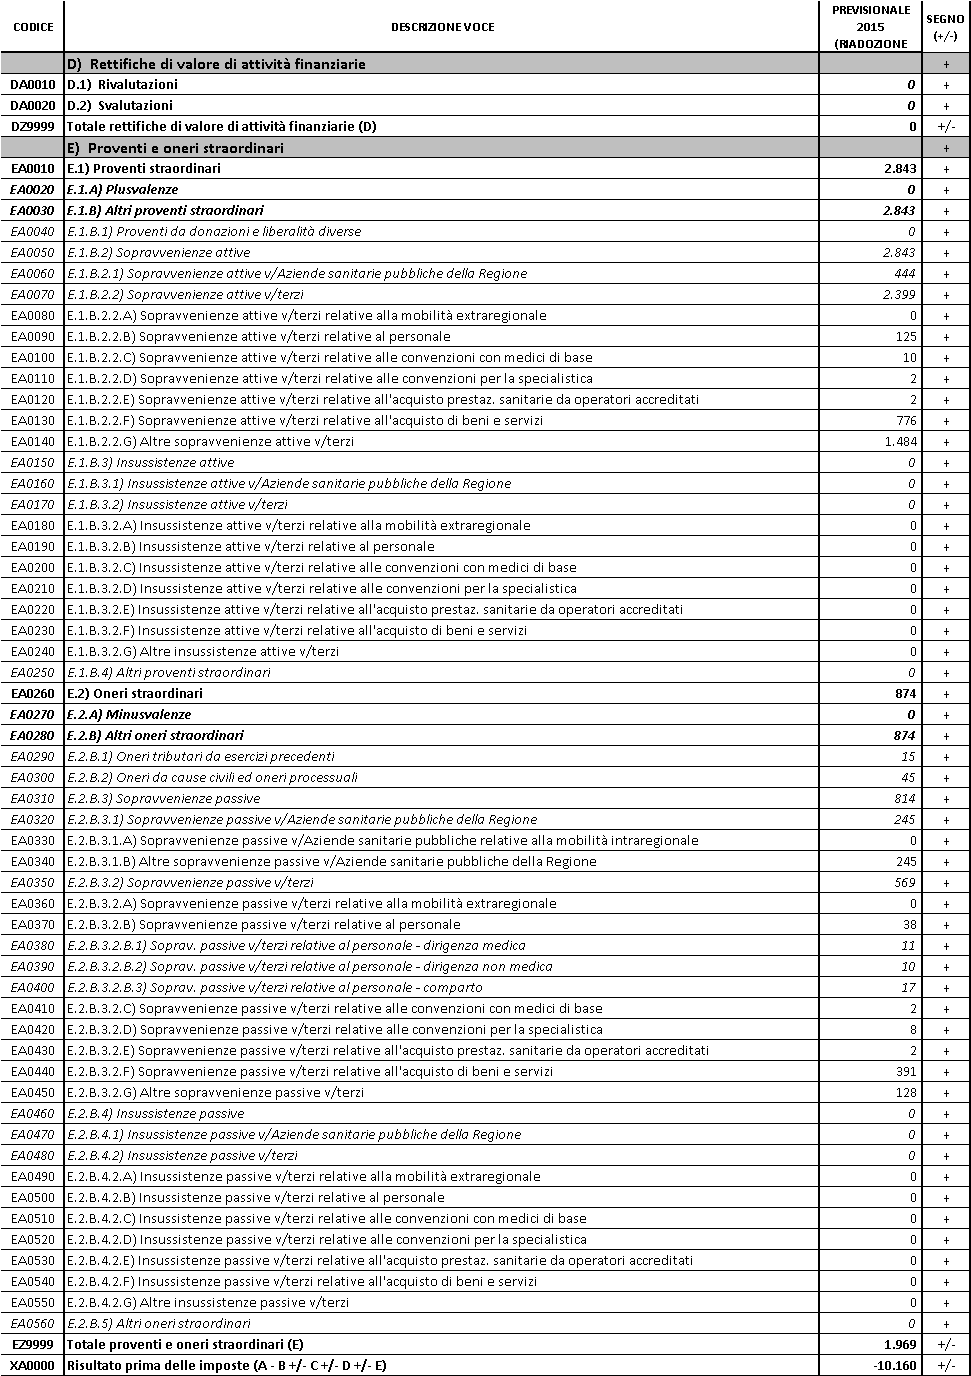 CODICE DESCRIZIONE VOCE PREVISIONALE 2015 (RIADOZIONE SEGNO (+/-)
D) Rettifiche di valore di attività finanziarie +
DA0010 D.1) Rivalutazioni 0 +
DA0020 D.2) Svalutazioni 0 +
DZ9999 Totale rettifiche di valore di attività finanziarie (D) 0 +/-
E) Proventi e oneri straordinari +
EA0010 E.1) Proventi straordinari 2.843 +
EA0020 E.1.A) Plusvalenze 0 +
EA0030 E.1.B) Altri proventi straordinari 2.843 +
EA0040 E.1.B.1) Proventi da donazioni e liberalità diverse 0 +
EA0050 E.1.B.2) Sopravvenienze attive 2.843 +
EA0060 E.1.B.2.1) Sopravvenienze attive v/Aziende sanitarie pubbliche della Regione 444 +
EA0070 E.1.B.2.2) Sopravvenienze attive v/terzi 2.399 +
EA0080 E.1.B.2.2.A) Sopravvenienze attive v/terzi relative alla mobilità extraregionale 0 +
EA0090 E.1.B.2.2.B) Sopravvenienze attive v/terzi relative al personale 125 +
EA0100 E.1.B.2.2.C) Sopravvenienze attive v/terzi relative alle convenzioni con medici di base 10 +
EA0110 E.1.B.2.2.D) Sopravvenienze attive v/terzi relative alle convenzioni per la specialistica 2 +
EA0120 E.1.B.2.2.E) Sopravvenienze attive v/terzi relative all'acquisto prestaz. sanitarie da operatori accreditati 2 +
EA0130 E.1.B.2.2.F) Sopravvenienze attive v/terzi relative all'acquisto di beni e servizi 776 +
EA0140 E.1.B.2.2.G) Altre sopravvenienze attive v/terzi 1.484 +
EA0150 E.1.B.3) Insussistenze attive 0 +
EA0160 E.1.B.3.1) Insussistenze attive v/Aziende sanitarie pubbliche della Regione 0 +
EA0170 E.1.B.3.2) Insussistenze attive v/terzi 0 +
EA0180 E.1.B.3.2.A) Insussistenze attive v/terzi relative alla mobilità extraregionale 0 +
EA0190 E.1.B.3.2.B) Insussistenze attive v/terzi relative al personale 0 +
EA0200 E.1.B.3.2.C) Insussistenze attive v/terzi relative alle convenzioni con medici di base 0 +
EA0210 E.1.B.3.2.D) Insussistenze attive v/terzi relative alle convenzioni per la specialistica 0 +
EA0220 E.1.B.3.2.E) Insussistenze attive v/terzi relative all'acquisto prestaz. sanitarie da operatori accreditati 0 +
EA0230 E.1.B.3.2.F) Insussistenze attive v/terzi relative all'acquisto di beni e servizi 0 +
EA0240 E.1.B.3.2.G) Altre insussistenze attive v/terzi 0 +
EA0250 E.1.B.4) Altri proventi straordinari 0 +
EA0260 E.2) Oneri straordinari 874 +
EA0270 E.2.A) Minusvalenze 0 +
EA0280 E.2.B) Altri oneri straordinari 874 +
EA0290 E.2.B.1) Oneri tributari da esercizi precedenti 15 +
EA0300 E.2.B.2) Oneri da cause civili ed oneri processuali 45 +
EA0310 E.2.B.3) Sopravvenienze passive 814 +
EA0320 E.2.B.3.1) Sopravvenienze passive v/Aziende sanitarie pubbliche della Regione 245 +
EA0330 E.2.B.3.1.A) Sopravvenienze passive v/Aziende sanitarie pubbliche relative alla mobilità intraregionale 0 +
EA0340 E.2.B.3.1.B) Altre sopravvenienze passive v/Aziende sanitarie pubbliche della Regione 245 +
EA0350 E.2.B.3.2) Sopravvenienze passive v/terzi 569 +
EA0360 E.2.B.3.2.A) Sopravvenienze passive v/terzi relative alla mobilità extraregionale 0 +
EA0370 E.2.B.3.2.B) Sopravvenienze passive v/terzi relative al personale 38 +
EA0380 E.2.B.3.2.B.1) Soprav. passive v/terzi relative al personale - dirigenza medica 11 +
EA0390 E.2.B.3.2.B.2) Soprav. passive v/terzi relative al personale - dirigenza non medica 10 +
EA0400 E.2.B.3.2.B.3) Soprav. passive v/terzi relative al personale - comparto 17 +
EA0410 E.2.B.3.2.C) Sopravvenienze passive v/terzi relative alle convenzioni con medici di base 2 +
EA0420 E.2.B.3.2.D) Sopravvenienze passive v/terzi relative alle convenzioni per la specialistica 8 +
EA0430 E.2.B.3.2.E) Sopravvenienze passive v/terzi relative all'acquisto prestaz. sanitarie da operatori accreditati 2 +
EA0440 E.2.B.3.2.F) Sopravvenienze passive v/terzi relative all'acquisto di beni e servizi 391 +
EA0450 E.2.B.3.2.G) Altre sopravvenienze passive v/terzi 128 +
EA0460 E.2.B.4) Insussistenze passive 0 +
EA0470 E.2.B.4.1) Insussistenze passive v/Aziende sanitarie pubbliche della Regione 0 +
EA0480 E.2.B.4.2) Insussistenze passive v/terzi 0 +
EA0490 E.2.B.4.2.A) Insussistenze passive v/terzi relative alla mobilità extraregionale 0 +
EA0500 E.2.B.4.2.B) Insussistenze passive v/terzi relative al personale 0 +
EA0510 E.2.B.4.2.C) Insussistenze passive v/terzi relative alle convenzioni con medici di base 0 +
EA0520 E.2.B.4.2.D) Insussistenze passive v/terzi relative alle convenzioni per la specialistica 0 +
EA0530 E.2.B.4.2.E) Insussistenze passive v/terzi relative all'acquisto prestaz. sanitarie da operatori accreditati 0 +
EA0540 E.2.B.4.2.F) Insussistenze passive v/terzi relative all'acquisto di beni e servizi 0 +
EA0550 E.2.B.4.2.G) Altre insussistenze passive v/terzi 0 +
EA0560 E.2.B.5) Altri oneri straordinari 0 +
EZ9999 Totale proventi e oneri straordinari (E) 1.969 +/-
XA0000 Risultato prima delle imposte (A - B +/- C +/- D +/- E) -10.160 +/-